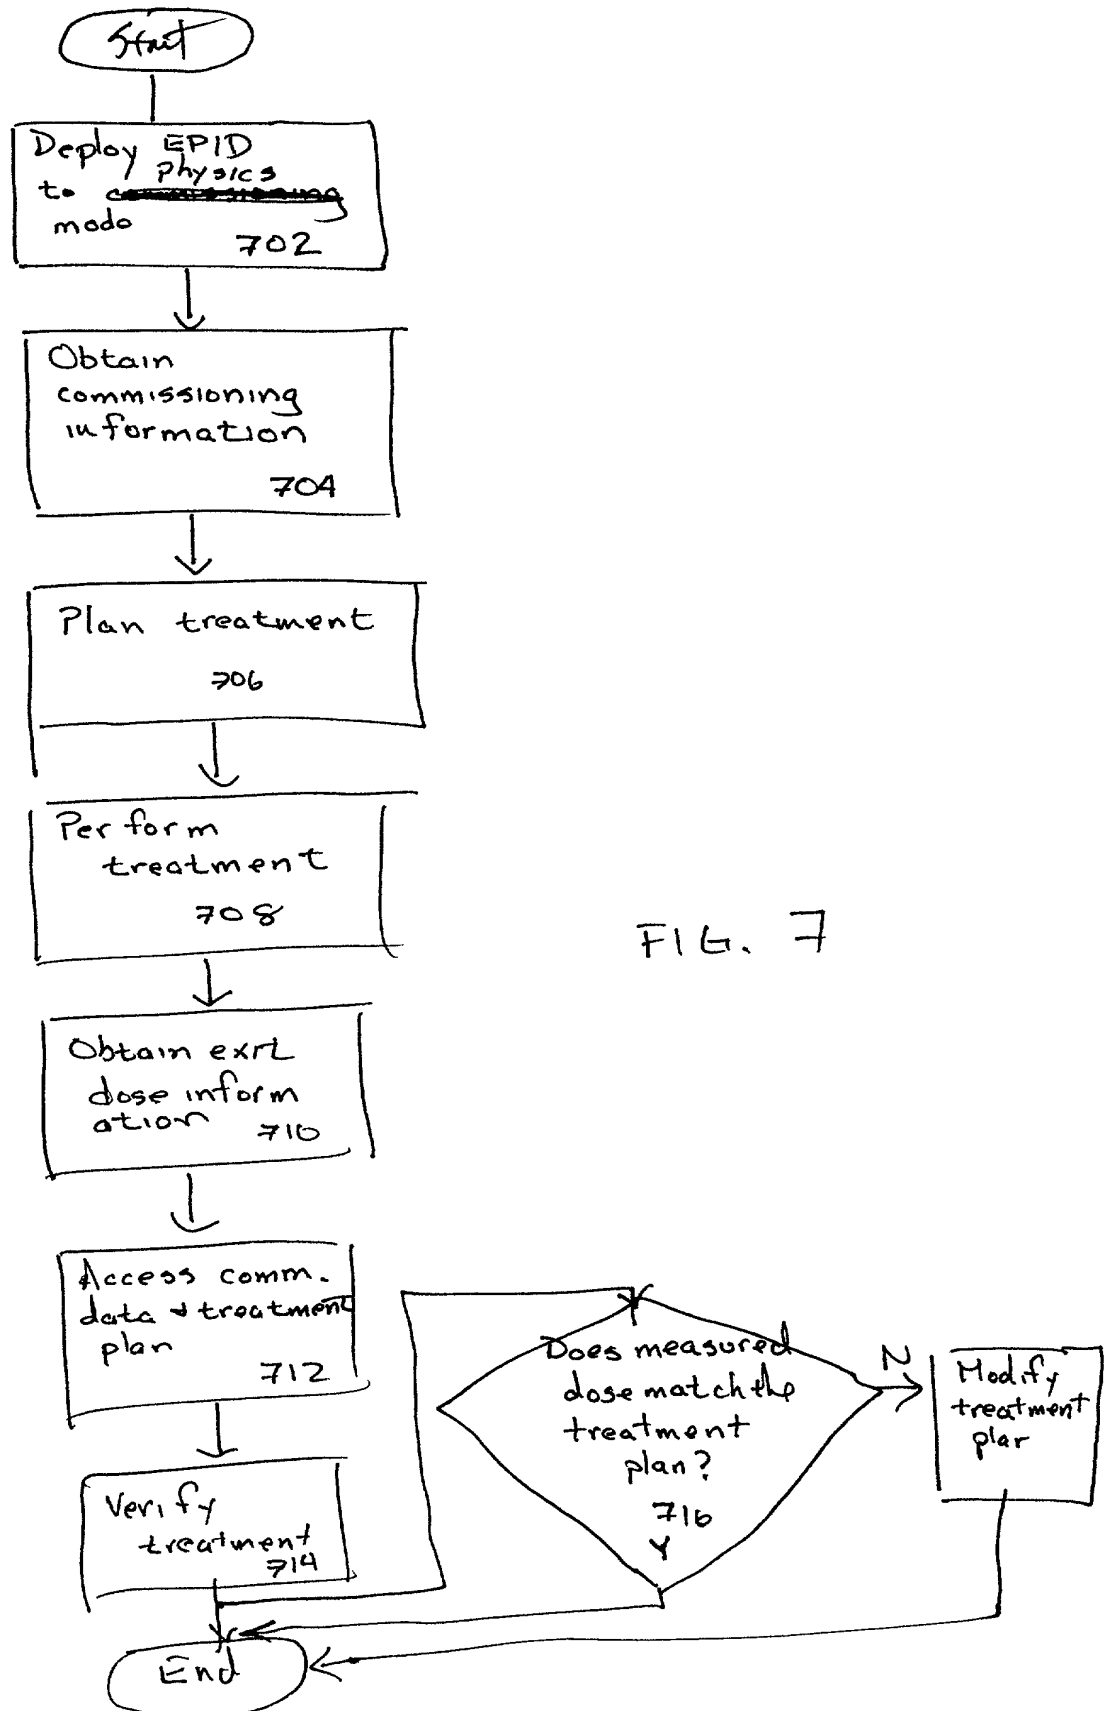 Start
Deploy EPID
physics
to
modo
702
Obtain
commissioning
information
704
Plan treatment
706
Perform
treatment
708
FIG. 7
Obtain exit
dose inform
ation 710
Access comm.
data & treatment
plan
712
Verify
treatment
714
Does measured
dose match the
treatment
plan?
716
Y
N
Modify
treatment
plan
End